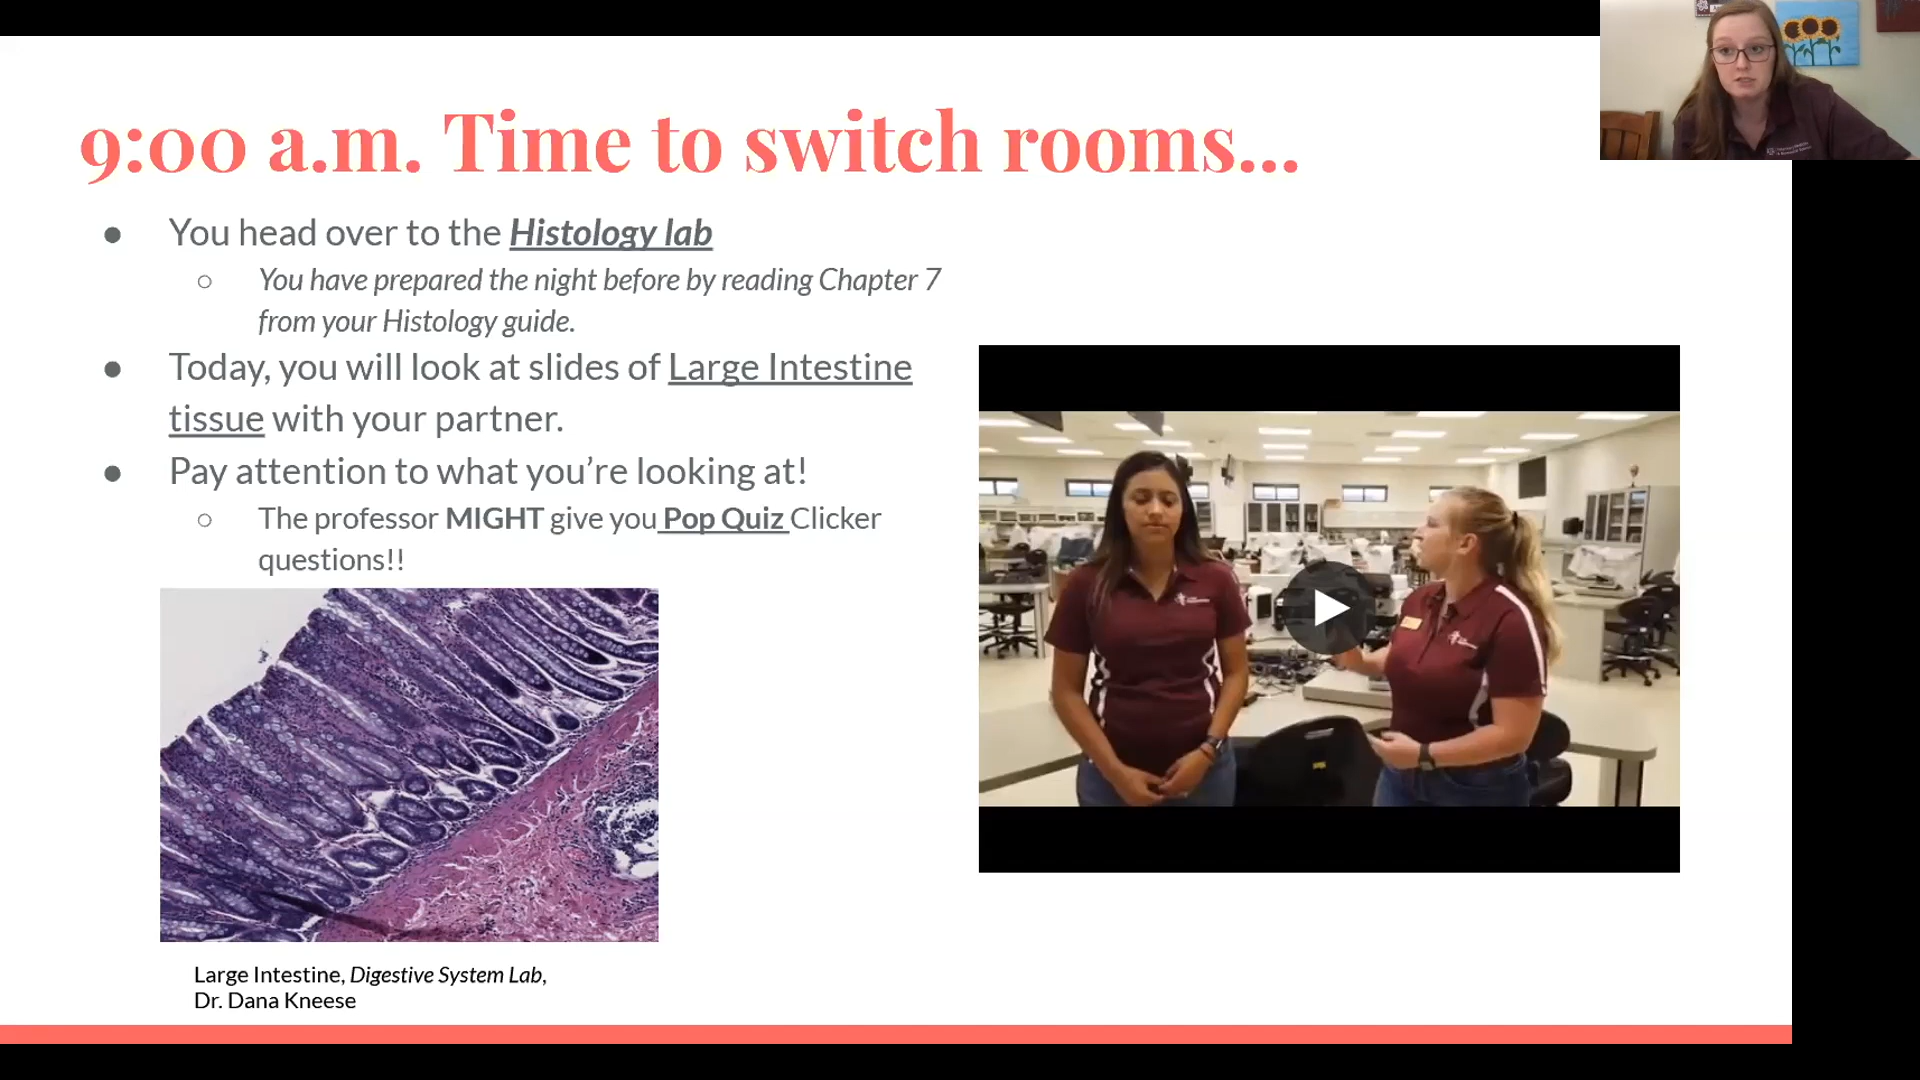 9:00 a.m. Time to switch rooms...
● You head over to the Histology lab
○ You have prepared the night before by reading Chapter 7
from your Histology guide.
● Today, you will look at slides of Large Intestine
tissue with your partner.
● Pay attention to what you’re looking at!
○ The professor MIGHT give you Pop Quiz Clicker
questions!!
Large Intestine, Digestive System Lab,
Dr. Dana Kneese